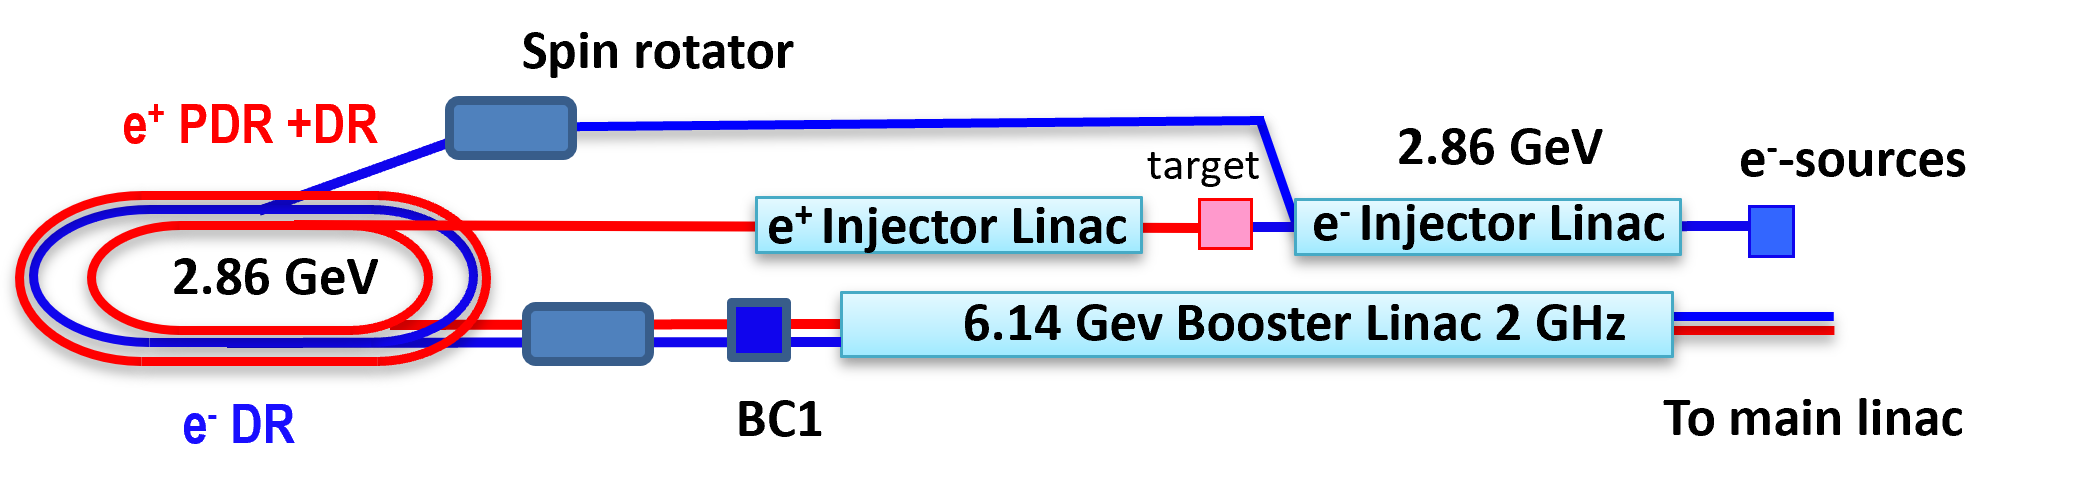 Spin rotator
e⁺ PDR +DR
2.86 GeV
target
e⁻-sources
e⁺ Injector Linac
e⁻ Injector Linac
2.86 GeV
6.14 Gev Booster Linac 2 GHz
e⁻ DR
BC1
To main linac